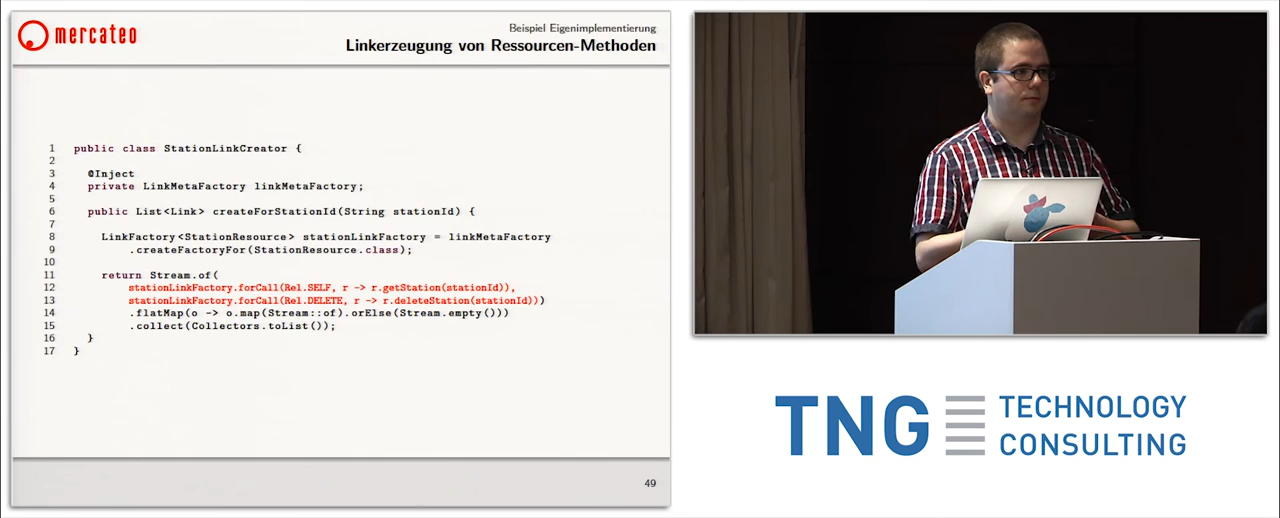 mercateo
Beispiel Eigenimplementierung
Linkerzeugung von Ressourcen-Methoden
1 public class StationLinkCreator {
2
3 @Inject
4 private LinkMetaFactory linkMetaFactory;
5
6 public List<Link> createForStationId(String stationId) {
7
8 LinkFactory<StationResource> stationLinkFactory = linkMetaFactory
9 .createFactoryFor(StationResource.class);
10
11 return Stream.of(
12 stationLinkFactory.forCall(Rel.SELF, r -> r.getStation(stationId)),
13 stationLinkFactory.forCall(Rel.DELETE, r -> r.deleteStation(stationId)))
14 .flatMap(o -> o.map(Stream::of).orElse(Stream.empty()))
15 .collect(Collectors.toList());
16 }
17 }
49
TNG TECHNOLOGY
CONSULTING